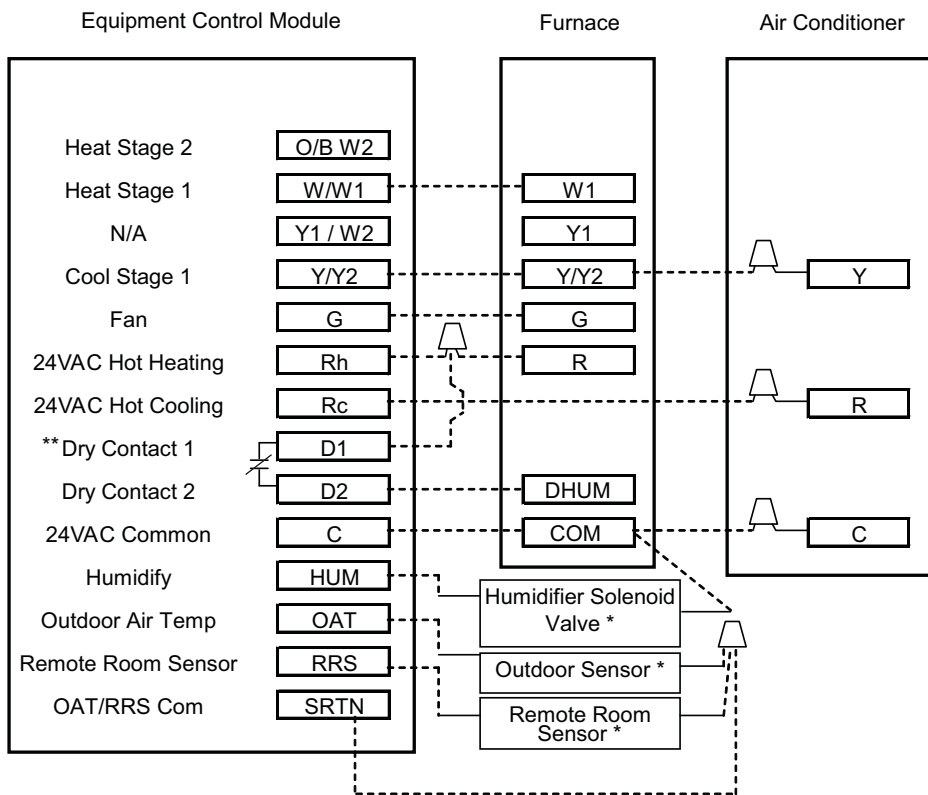 Equipment Control Module
Furnace
Air Conditioner
Heat Stage 2
O/B W2
Heat Stage 1
W/W1
W1
N/A
Y1 / W2
Y1
Cool Stage 1
Y/Y2
Y/Y2
Y
Fan
G
G
24VAC Hot Heating
Rh
R
24VAC Hot Cooling
Rc
R
**Dry Contact 1
D1
Dry Contact 2
D2
DHUM
24VAC Common
C
COM
C
Humidify
HUM
Humidifier Solenoid
Valve *
Outdoor Air Temp
OAT
Outdoor Sensor *
Remote Room Sensor
RRS
Remote Room
Sensor *
OAT/RRS Com
SRTN